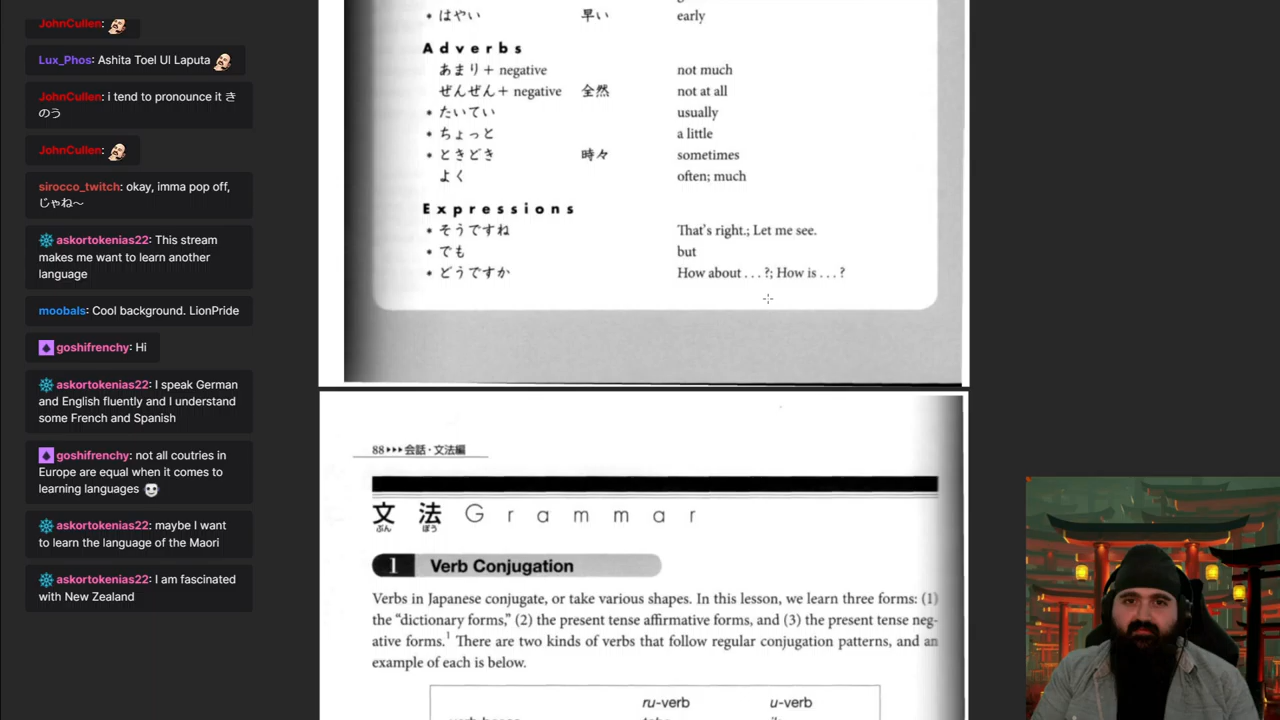 JohnCullen:
Lux_Phos: Ashita Toel Ul Laputa
JohnCullen: i tend to pronounce it き
のう
JohnCullen:
sirocco_twitch: okay, imma pop off,
じゃね〜
askortokenias22: This stream
makes me want to learn another
language
moobals: Cool background. LionPride
goshifrenchy: Hi
askortokenias22: I speak German
and English fluently and I understand
some French and Spanish
goshifrenchy: not all coutries in
Europe are equal when it comes to
learning languages
askortokenias22: maybe I want
to learn the language of the Maori
askortokenias22: I am fascinated
with New Zealand
* はやい 早い early
Adverbs
あまり + negative not much
ぜんぜん + negative 全然 not at all
* たいてい usually
* ちょっと a little
* ときどき 時々 sometimes
よく often; much
Expressions
* そうですね That's right.; Let me see.
* でも but
* どうですか How about . . . ?; How is . . . ?
88▸▸▸会話・文法編
文法 Grammar
ぶん ぽう
1 Verb Conjugation
Verbs in Japanese conjugate, or take various shapes. In this lesson, we learn three forms: (1)
the "dictionary forms," (2) the present tense affirmative forms, and (3) the present tense neg-
ative forms.1 There are two kinds of verbs that follow regular conjugation patterns, and an
example of each is below.
ru-verb u-verb